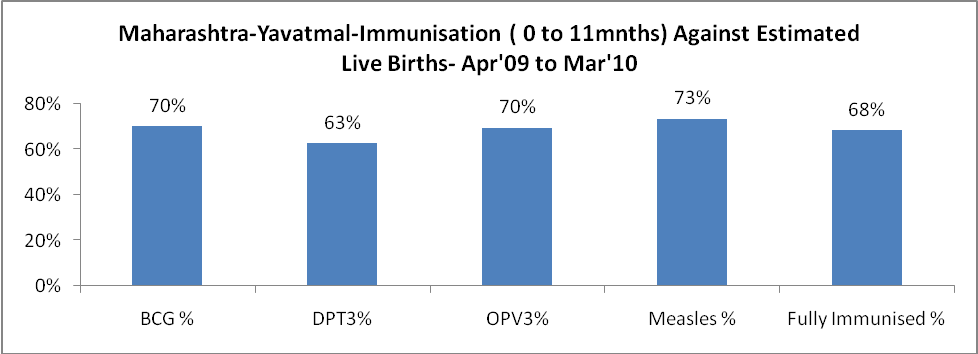 Maharashtra-Yavatmal-Immunisation ( 0 to 11mnths) Against Estimated
Live Births- Apr'09 to Mar'10
80%
60%
40%
20%
0%
70%
63%
70%
73%
68%
BCG %
DPT3%
OPV3%
Measles %
Fully Immunised %